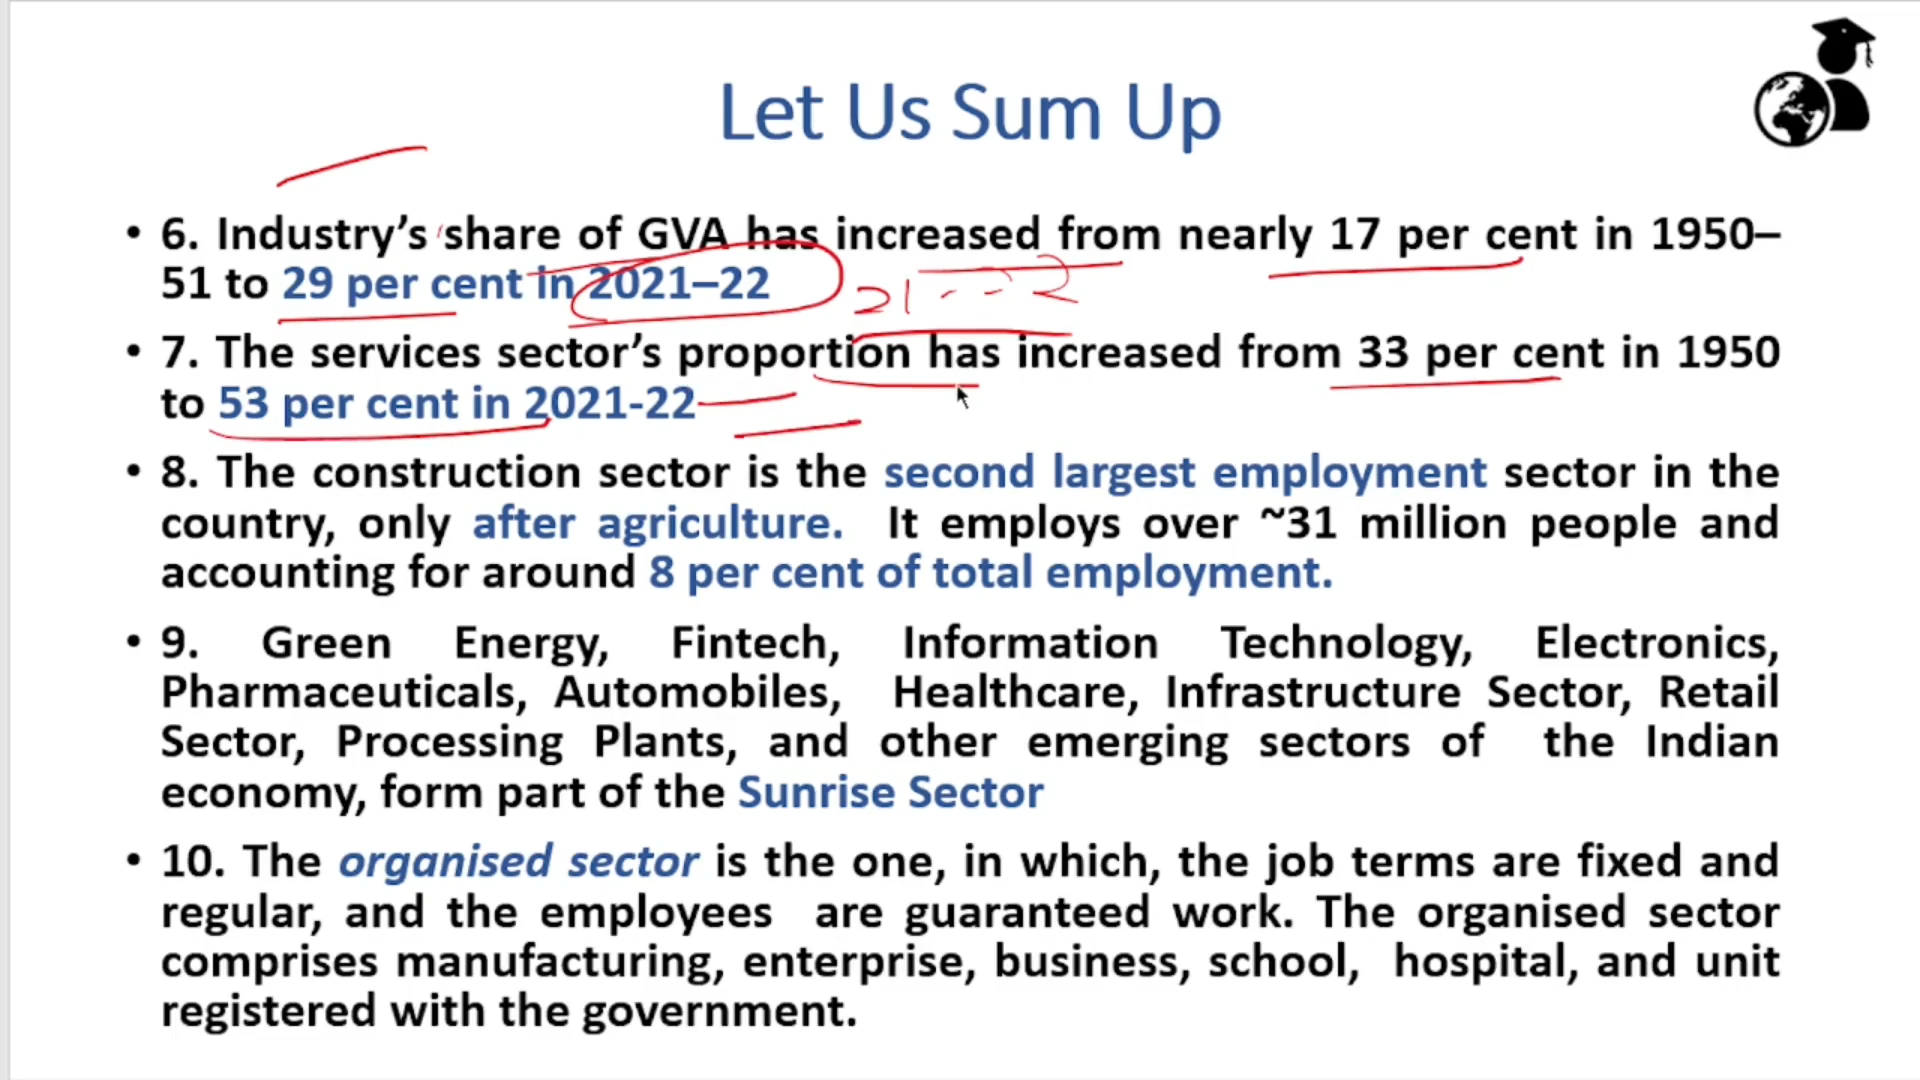 Let Us Sum Up
• 6. Industry’s share of GVA has increased from nearly 17 per cent in 1950–
51 to 29 per cent in 2021–22
• 7. The services sector’s proportion has increased from 33 per cent in 1950
to 53 per cent in 2021-22
• 8. The construction sector is the second largest employment sector in the
country, only after agriculture. It employs over ~31 million people and
accounting for around 8 per cent of total employment.
• 9. Green Energy, Fintech, Information Technology, Electronics,
Pharmaceuticals, Automobiles, Healthcare, Infrastructure Sector, Retail
Sector, Processing Plants, and other emerging sectors of the Indian
economy, form part of the Sunrise Sector
• 10. The organised sector is the one, in which, the job terms are fixed and
regular, and the employees are guaranteed work. The organised sector
comprises manufacturing, enterprise, business, school, hospital, and unit
registered with the government.